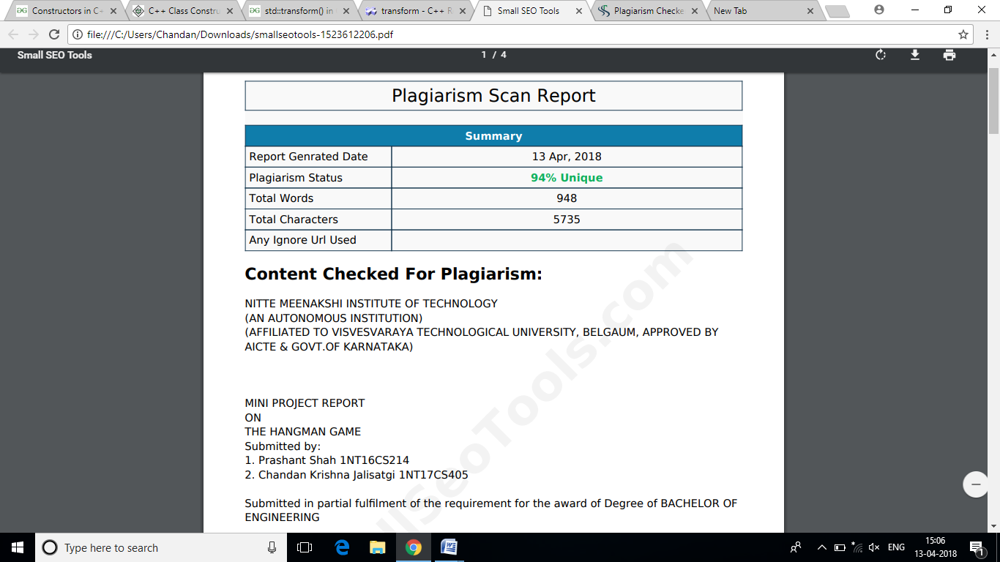 Constructors in C+
C++ Class Constru
std::transform() in
transform - C++ R
Small SEO Tools
Plagiarism Checke
New Tab
file:///C:/Users/Chandan/Downloads/smallseotools-1523612206.pdf
Small SEO Tools
1 / 4
Plagiarism Scan Report
Summary
Report Genrated Date 13 Apr, 2018
Plagiarism Status 94% Unique
Total Words 948
Total Characters 5735
Any Ignore Url Used
Content Checked For Plagiarism:
NITTE MEENAKSHI INSTITUTE OF TECHNOLOGY
(AN AUTONOMOUS INSTITUTION)
(AFFILIATED TO VISVESVARAYA TECHNOLOGICAL UNIVERSITY, BELGAUM, APPROVED BY
AICTE & GOVT.OF KARNATAKA)
MINI PROJECT REPORT
ON
THE HANGMAN GAME
Submitted by:
1. Prashant Shah 1NT16CS214
2. Chandan Krishna Jalisatgi 1NT17CS405
Submitted in partial fulfilment of the requirement for the award of Degree of BACHELOR OF
ENGINEERING
llSeoTools.com
Type here to search
ENG
15:06
13-04-2018
1